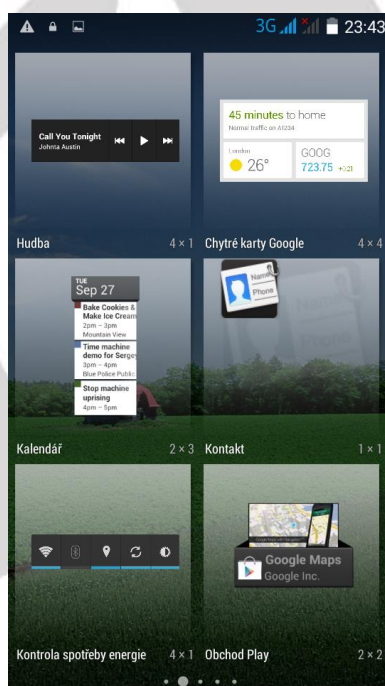 3G 23:43
Call You Tonight
Johnta Austin
45 minutes to home
Normal traffic on A1234
London
26°
GOOG
723.75 +0.21
Hudba 4 × 1
Chytré karty Google 4 × 4
TUE
Sep 27
Bake Cookies &
Make Ice Cream
2pm – 3pm
Mountain View
Time machine
demo for Sergey
3pm – 4pm
Blue Police Public
Stop machine
uprising
4pm – 5pm
Name
Phone
Kalendář 2 × 3
Kontakt 1 × 1
Google Maps
Google Inc.
Kontrola spotřeby energie 4 × 1
Obchod Play 2 × 2